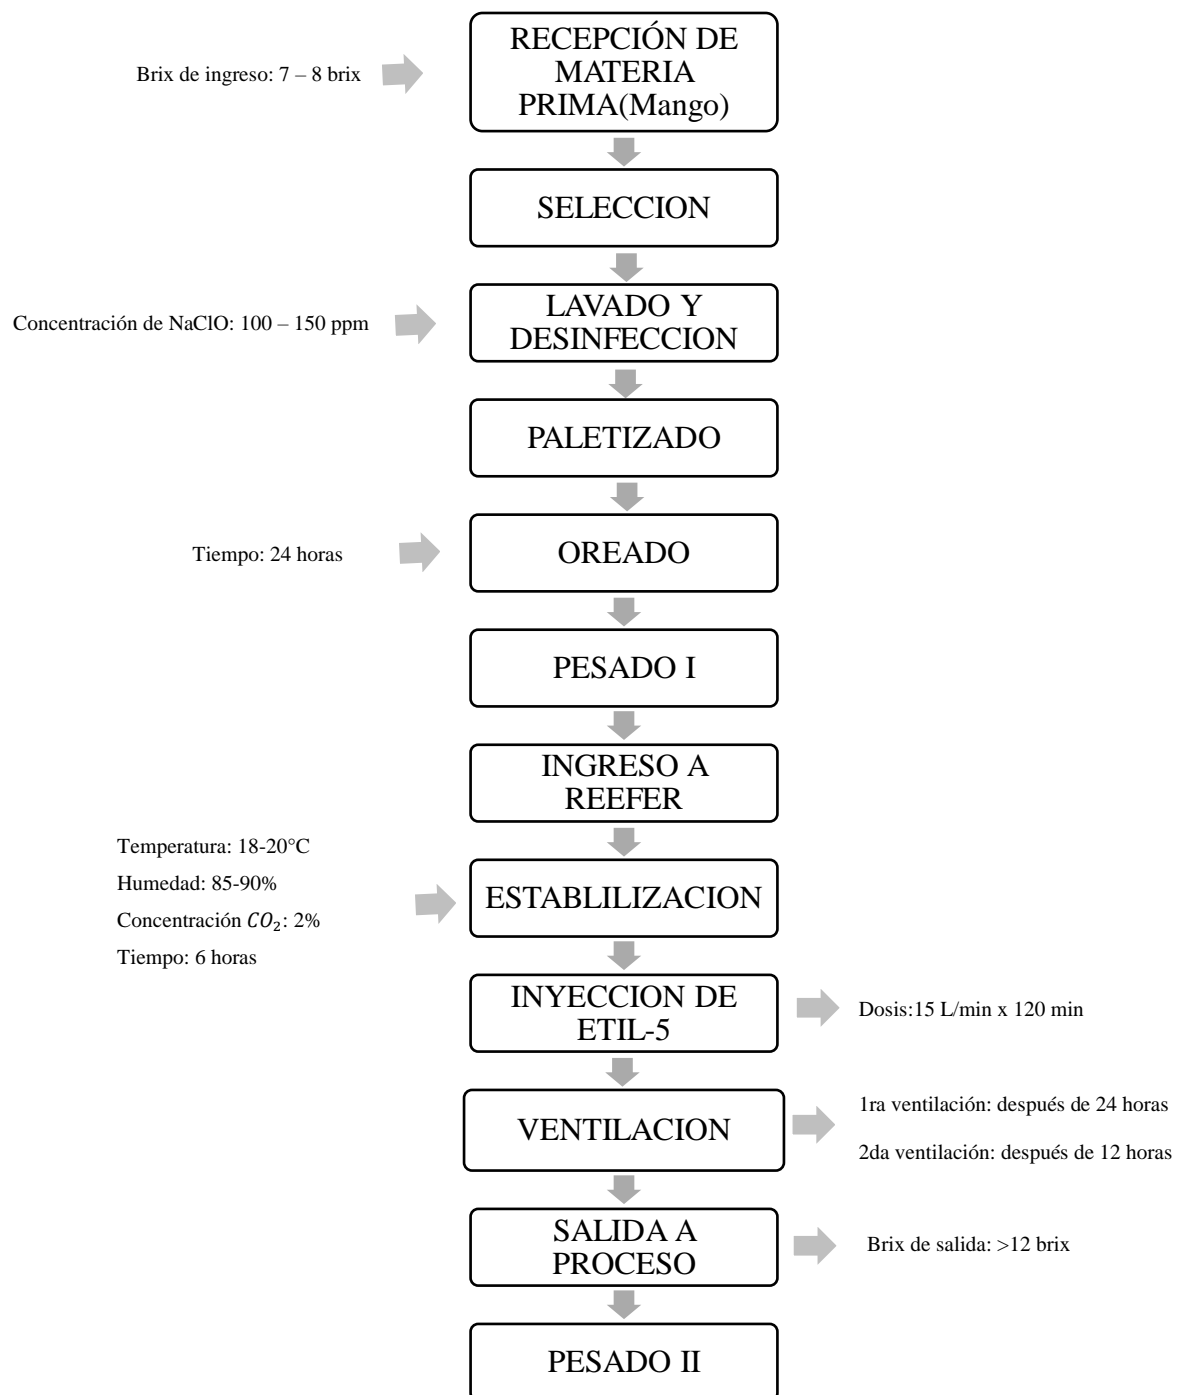 RECEPCIÓN DE
MATERIA
PRIMA(Mango)
Brix de ingreso: 7 – 8 brix
SELECCION
LAVADO Y
DESINFECCION
Concentración de NaClO: 100 – 150 ppm
PALETIZADO
OREADO
Tiempo: 24 horas
PESADO I
INGRESO A
REEFER
Temperatura: 18-20°C
Humedad: 85-90%
Concentración 𝐶𝑂₂: 2%
Tiempo: 6 horas
ESTABLILIZACION
INYECCION DE
ETIL-5
Dosis:15 L/min x 120 min
VENTILACION
1ra ventilación: después de 24 horas
2da ventilación: después de 12 horas
SALIDA A
PROCESO
Brix de salida: >12 brix
PESADO II